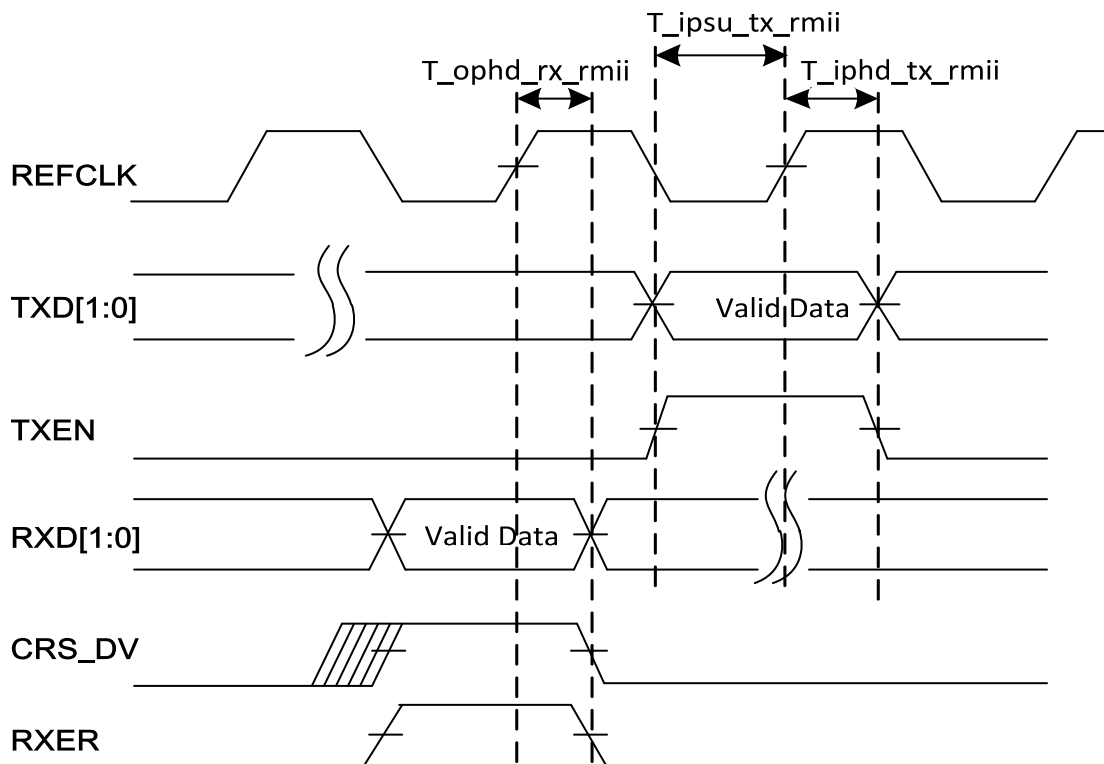 T_ipsu_tx_rmii
T_ophd_rx_rmii
T_iphd_tx_rmii
REFCLK
TXD[1:0]
Valid Data
TXEN
RXD[1:0]
Valid Data
CRS_DV
RXER